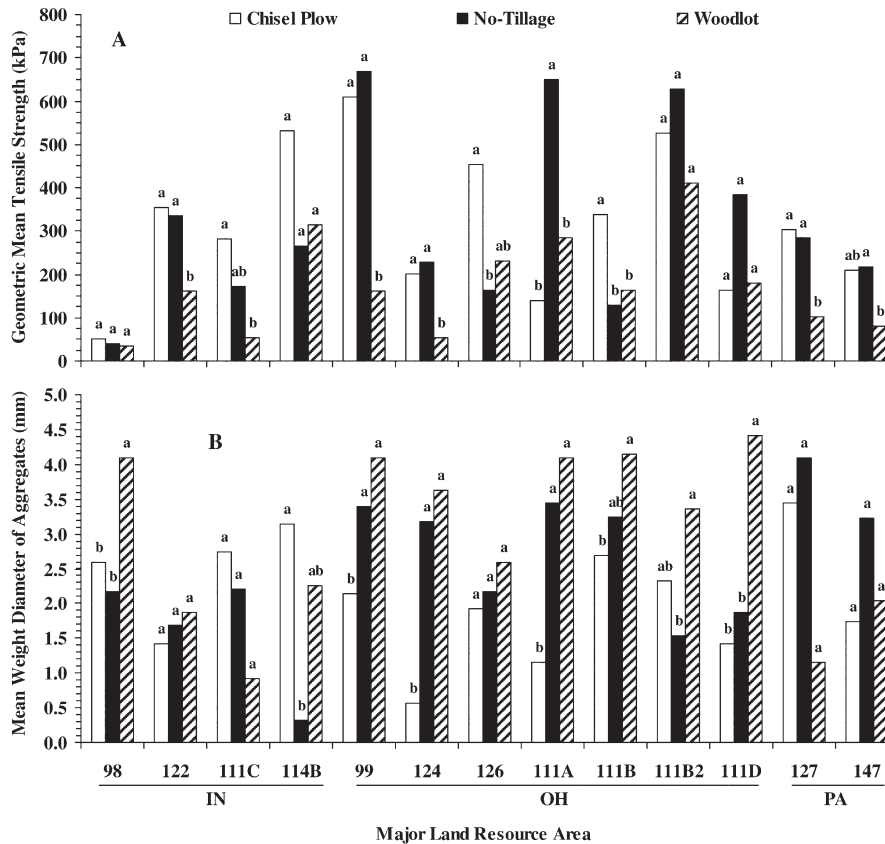 A
Chisel Plow No-Tillage Woodlot
Geometric Mean Tensile Strength (kPa)
800
700
600
500
400
300
200
100
0
a a a a a b a ab b a a a a a b a a b a b ab b a b a b b a a a a a a a a b ab a b
B
Mean Weight Diameter of Aggregates (mm)
5.0
4.5
4.0
3.5
3.0
2.5
2.0
1.5
1.0
0.5
0.0
b b a a a a a a a a b ab b a a b a a a a a b a a b ab a ab b a b b a a a a a a a
98 122 111C 114B 99 124 126 111A 111B 111B2 111D 127 147
IN OH PA
Major Land Resource Area